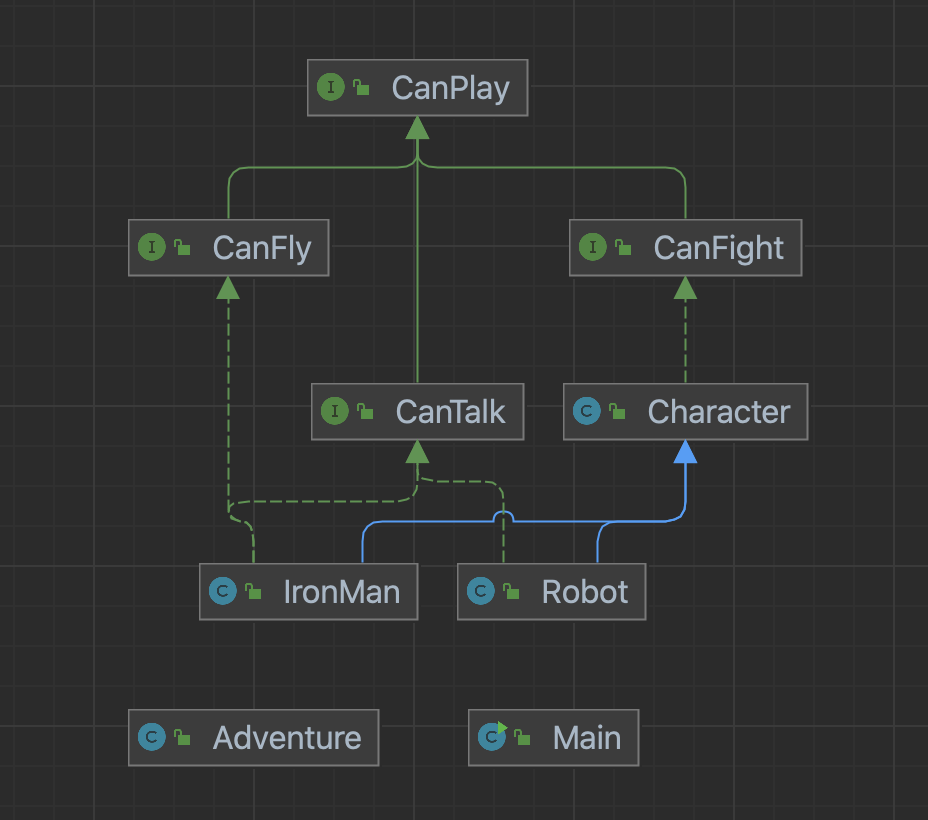 I CanPlay
I CanFly
I CanFight
I CanTalk
C Character
C IronMan
C Robot
C Adventure
C Main